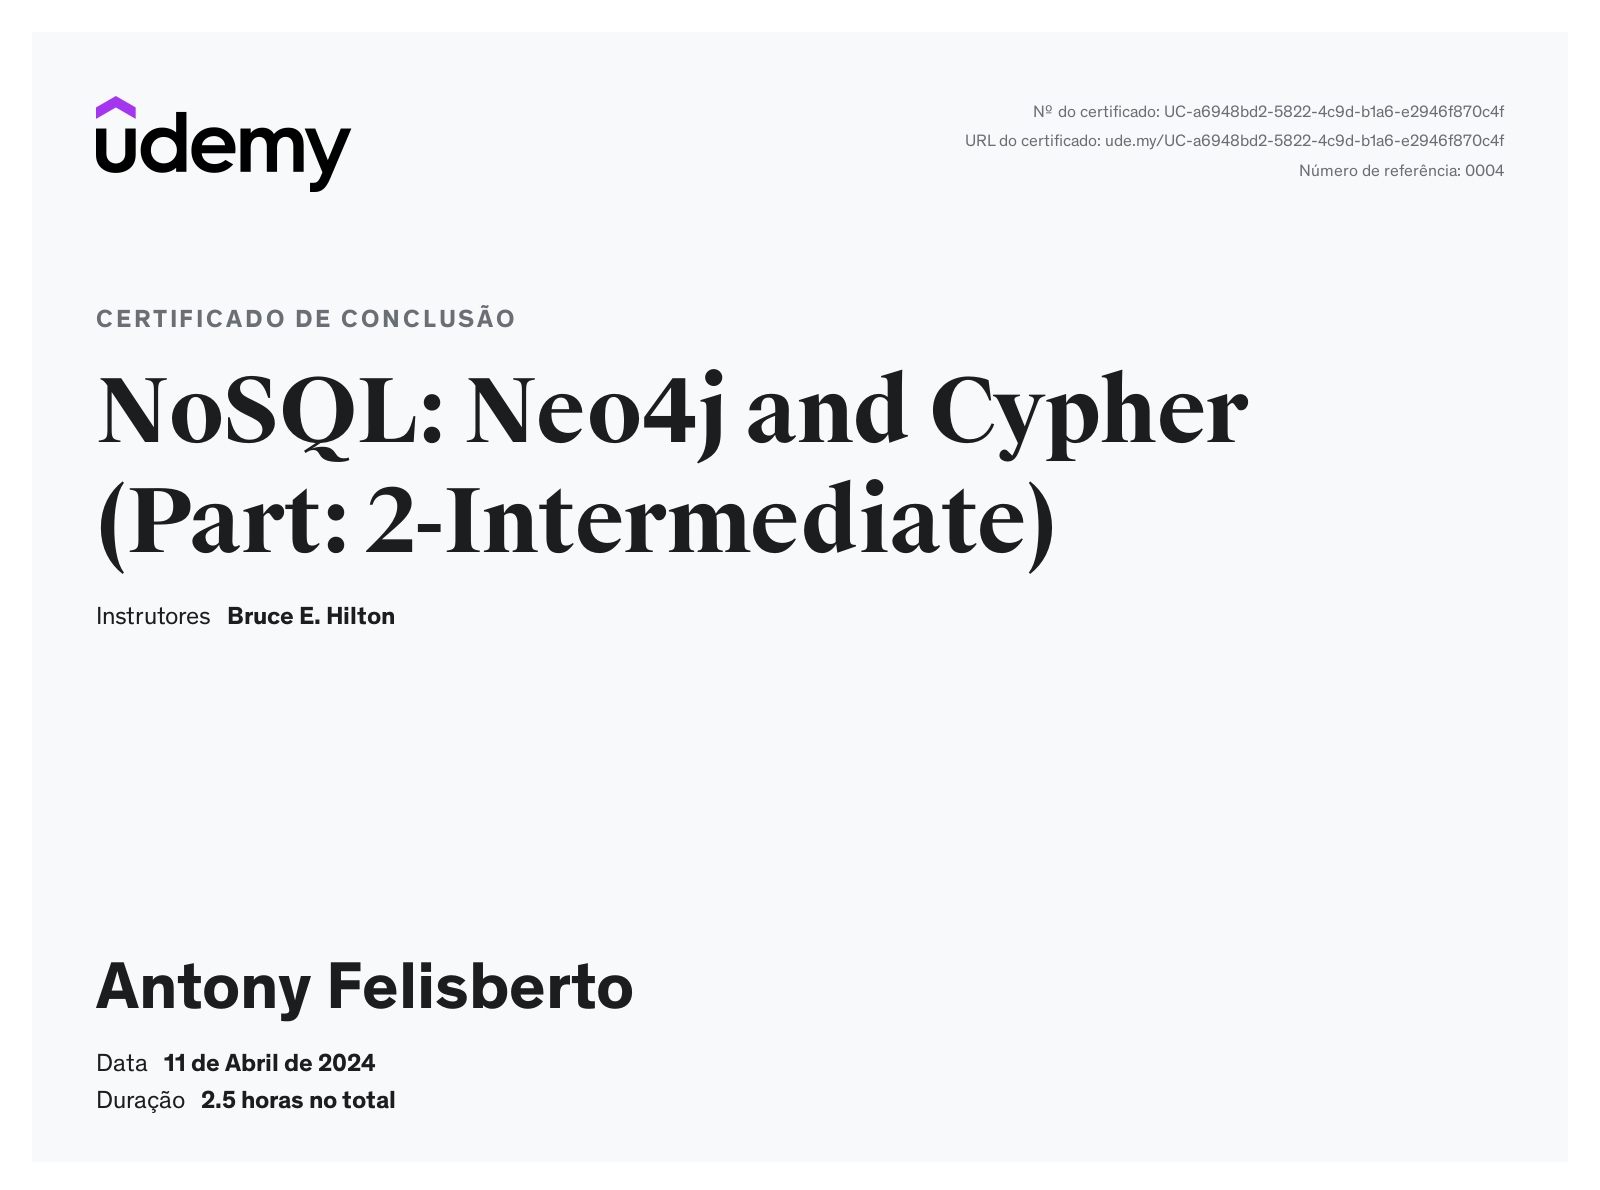 udemy
Nº do certificado: UC-a6948bd2-5822-4c9d-b1a6-e2946f870c4f
URL do certificado: ude.my/UC-a6948bd2-5822-4c9d-b1a6-e2946f870c4f
Número de referência: 0004
CERTIFICADO DE CONCLUSÃO
NoSQL: Neo4j and Cypher
(Part: 2-Intermediate)
Instrutores Bruce E. Hilton
Antony Felisberto
Data 11 de Abril de 2024
Duração 2.5 horas no total